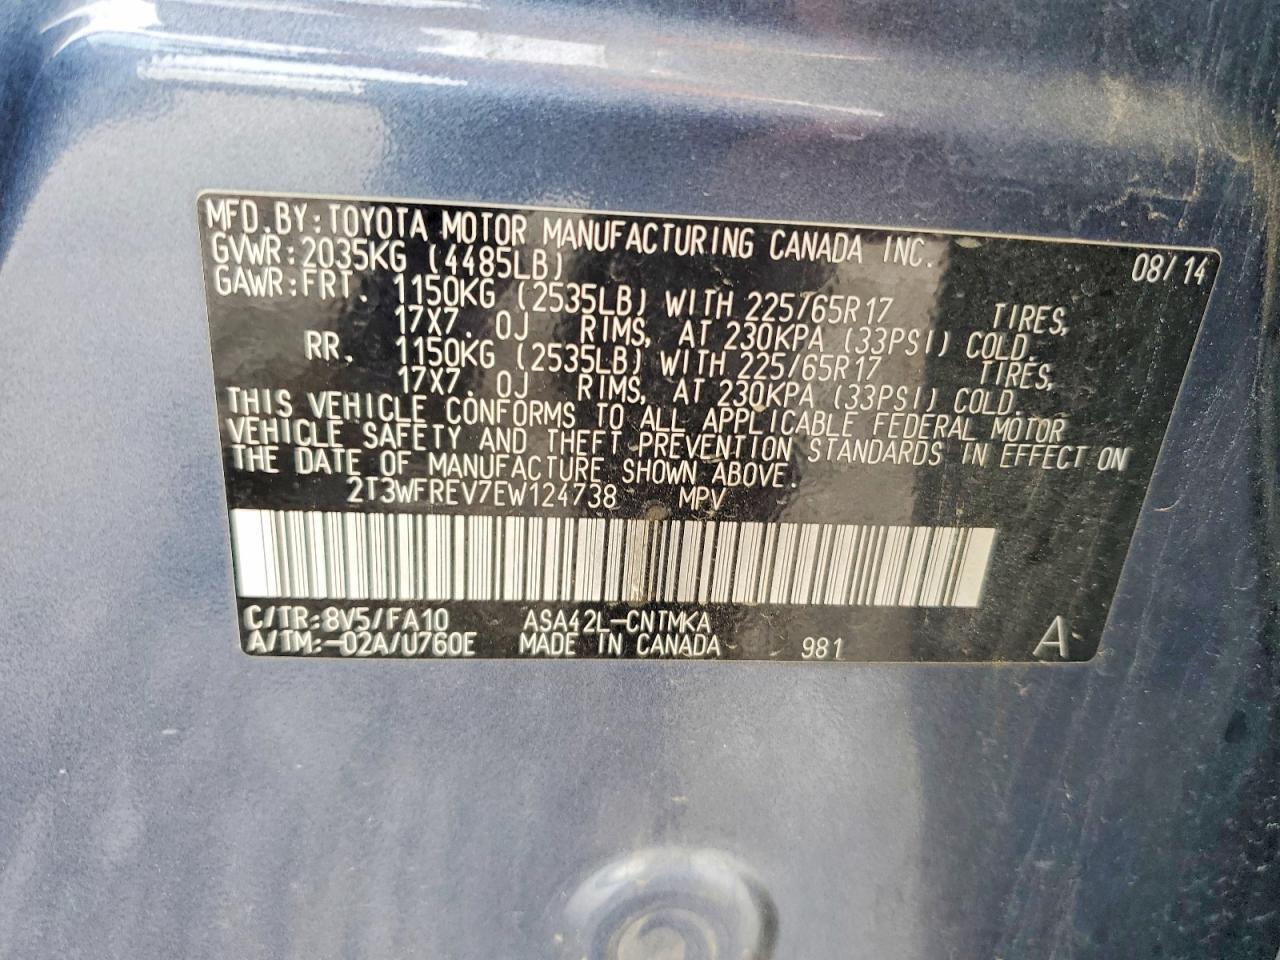 MFD.BY:TOYOTA MOTOR MANUFACTURING CANADA INC. 08/14
GVWR:2035KG (4485LB)
GAWR:FRT. 1150KG (2535LB) WITH 225/65R17 TIRES,
17X7.0J RIMS, AT 230KPA (33PSI) COLD.
RR. 1150KG (2535LB) WITH 225/65R17 TIRES,
17X7.0J RIMS, AT 230KPA (33PSI) COLD.
THIS VEHICLE CONFORMS TO ALL APPLICABLE FEDERAL MOTOR
VEHICLE SAFETY AND THEFT PREVENTION STANDARDS IN EFFECT ON
THE DATE OF MANUFACTURE SHOWN ABOVE.
2T3WFREV7EW124738 MPV
C/TR:8V5/FA10 ASA42L-CNTMKA
A/TM:-02A/U760E MADE IN CANADA 981 A